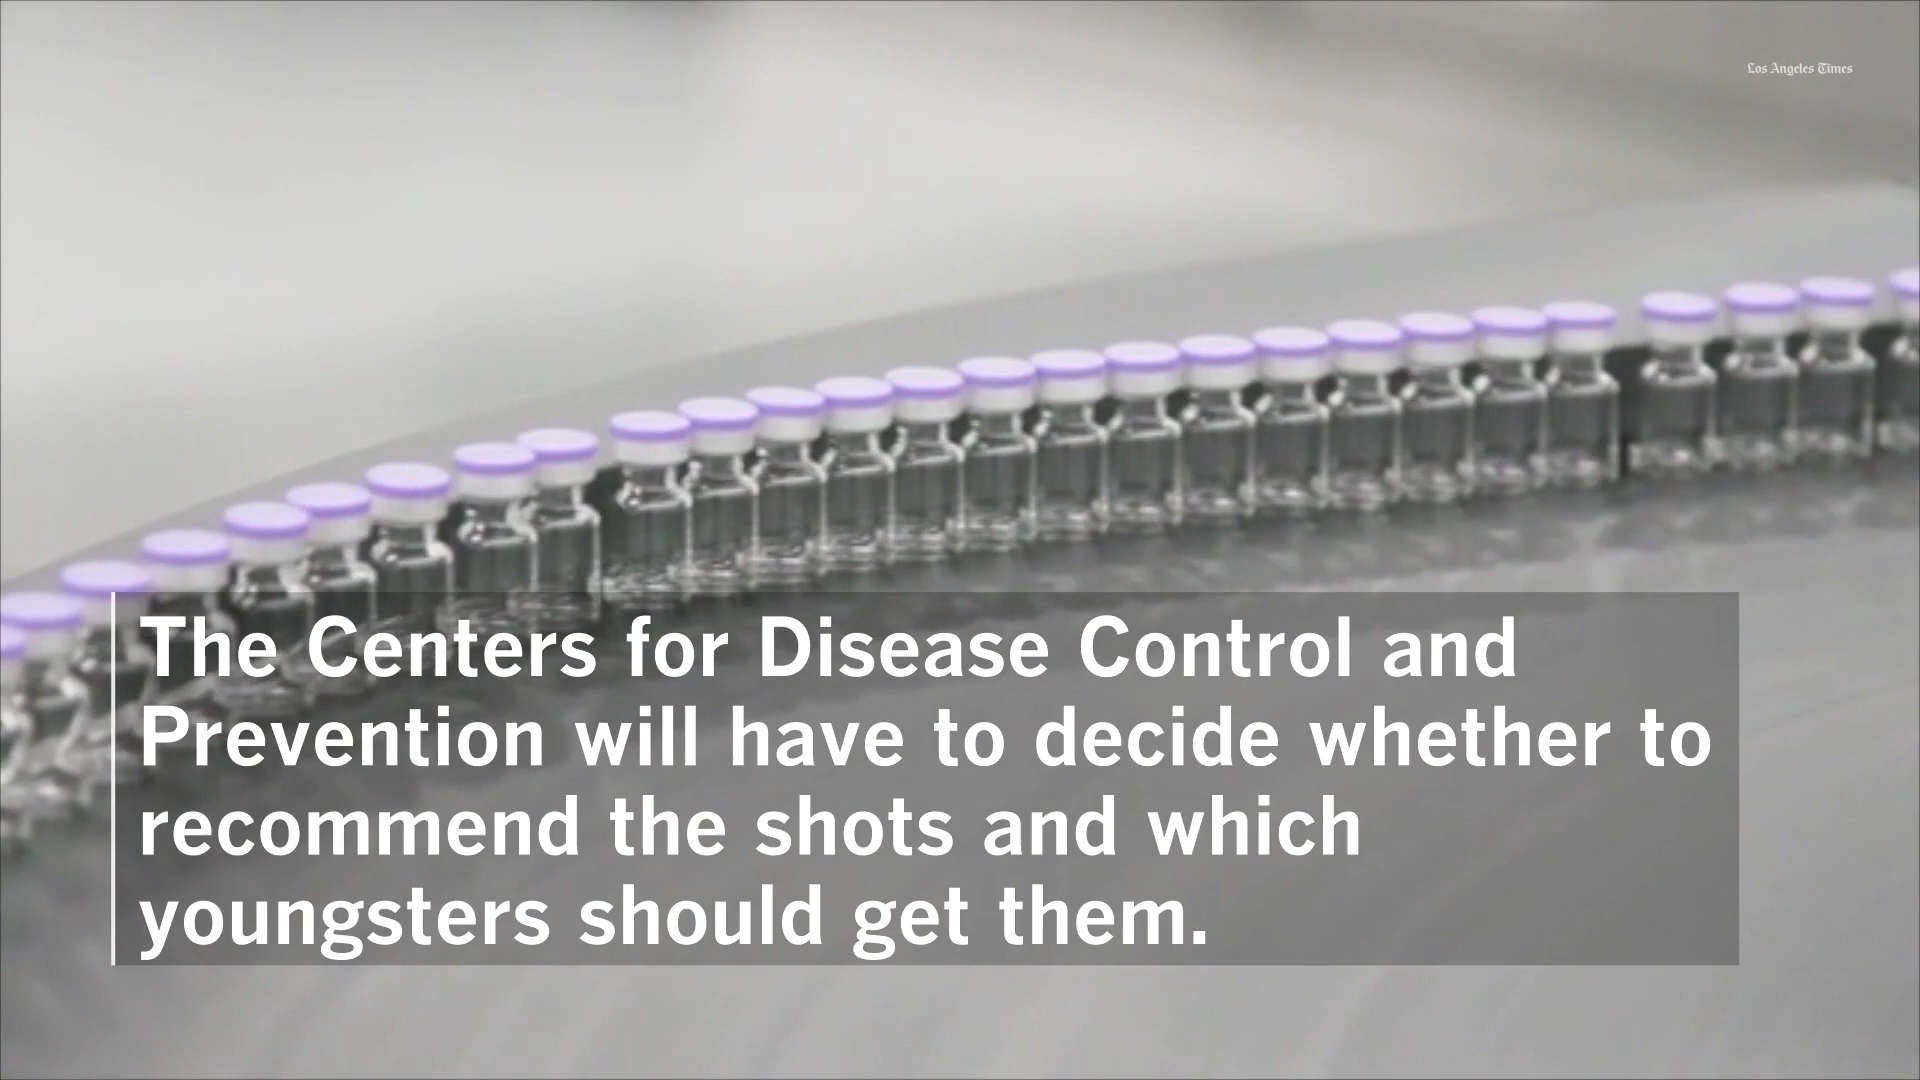 Los Angeles Times
The Centers for Disease Control and
Prevention will have to decide whether to
recommend the shots and which
youngsters should get them.